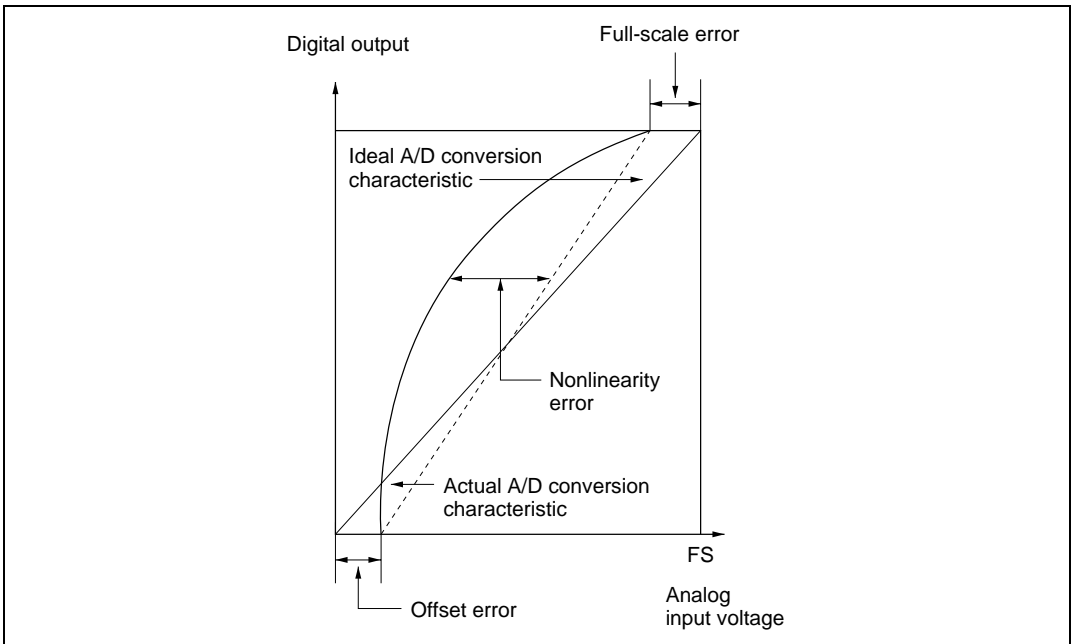 Digital output
Full-scale error
Ideal A/D conversion
characteristic
Nonlinearity
error
Actual A/D conversion
characteristic
FS
Offset error
Analog
input voltage